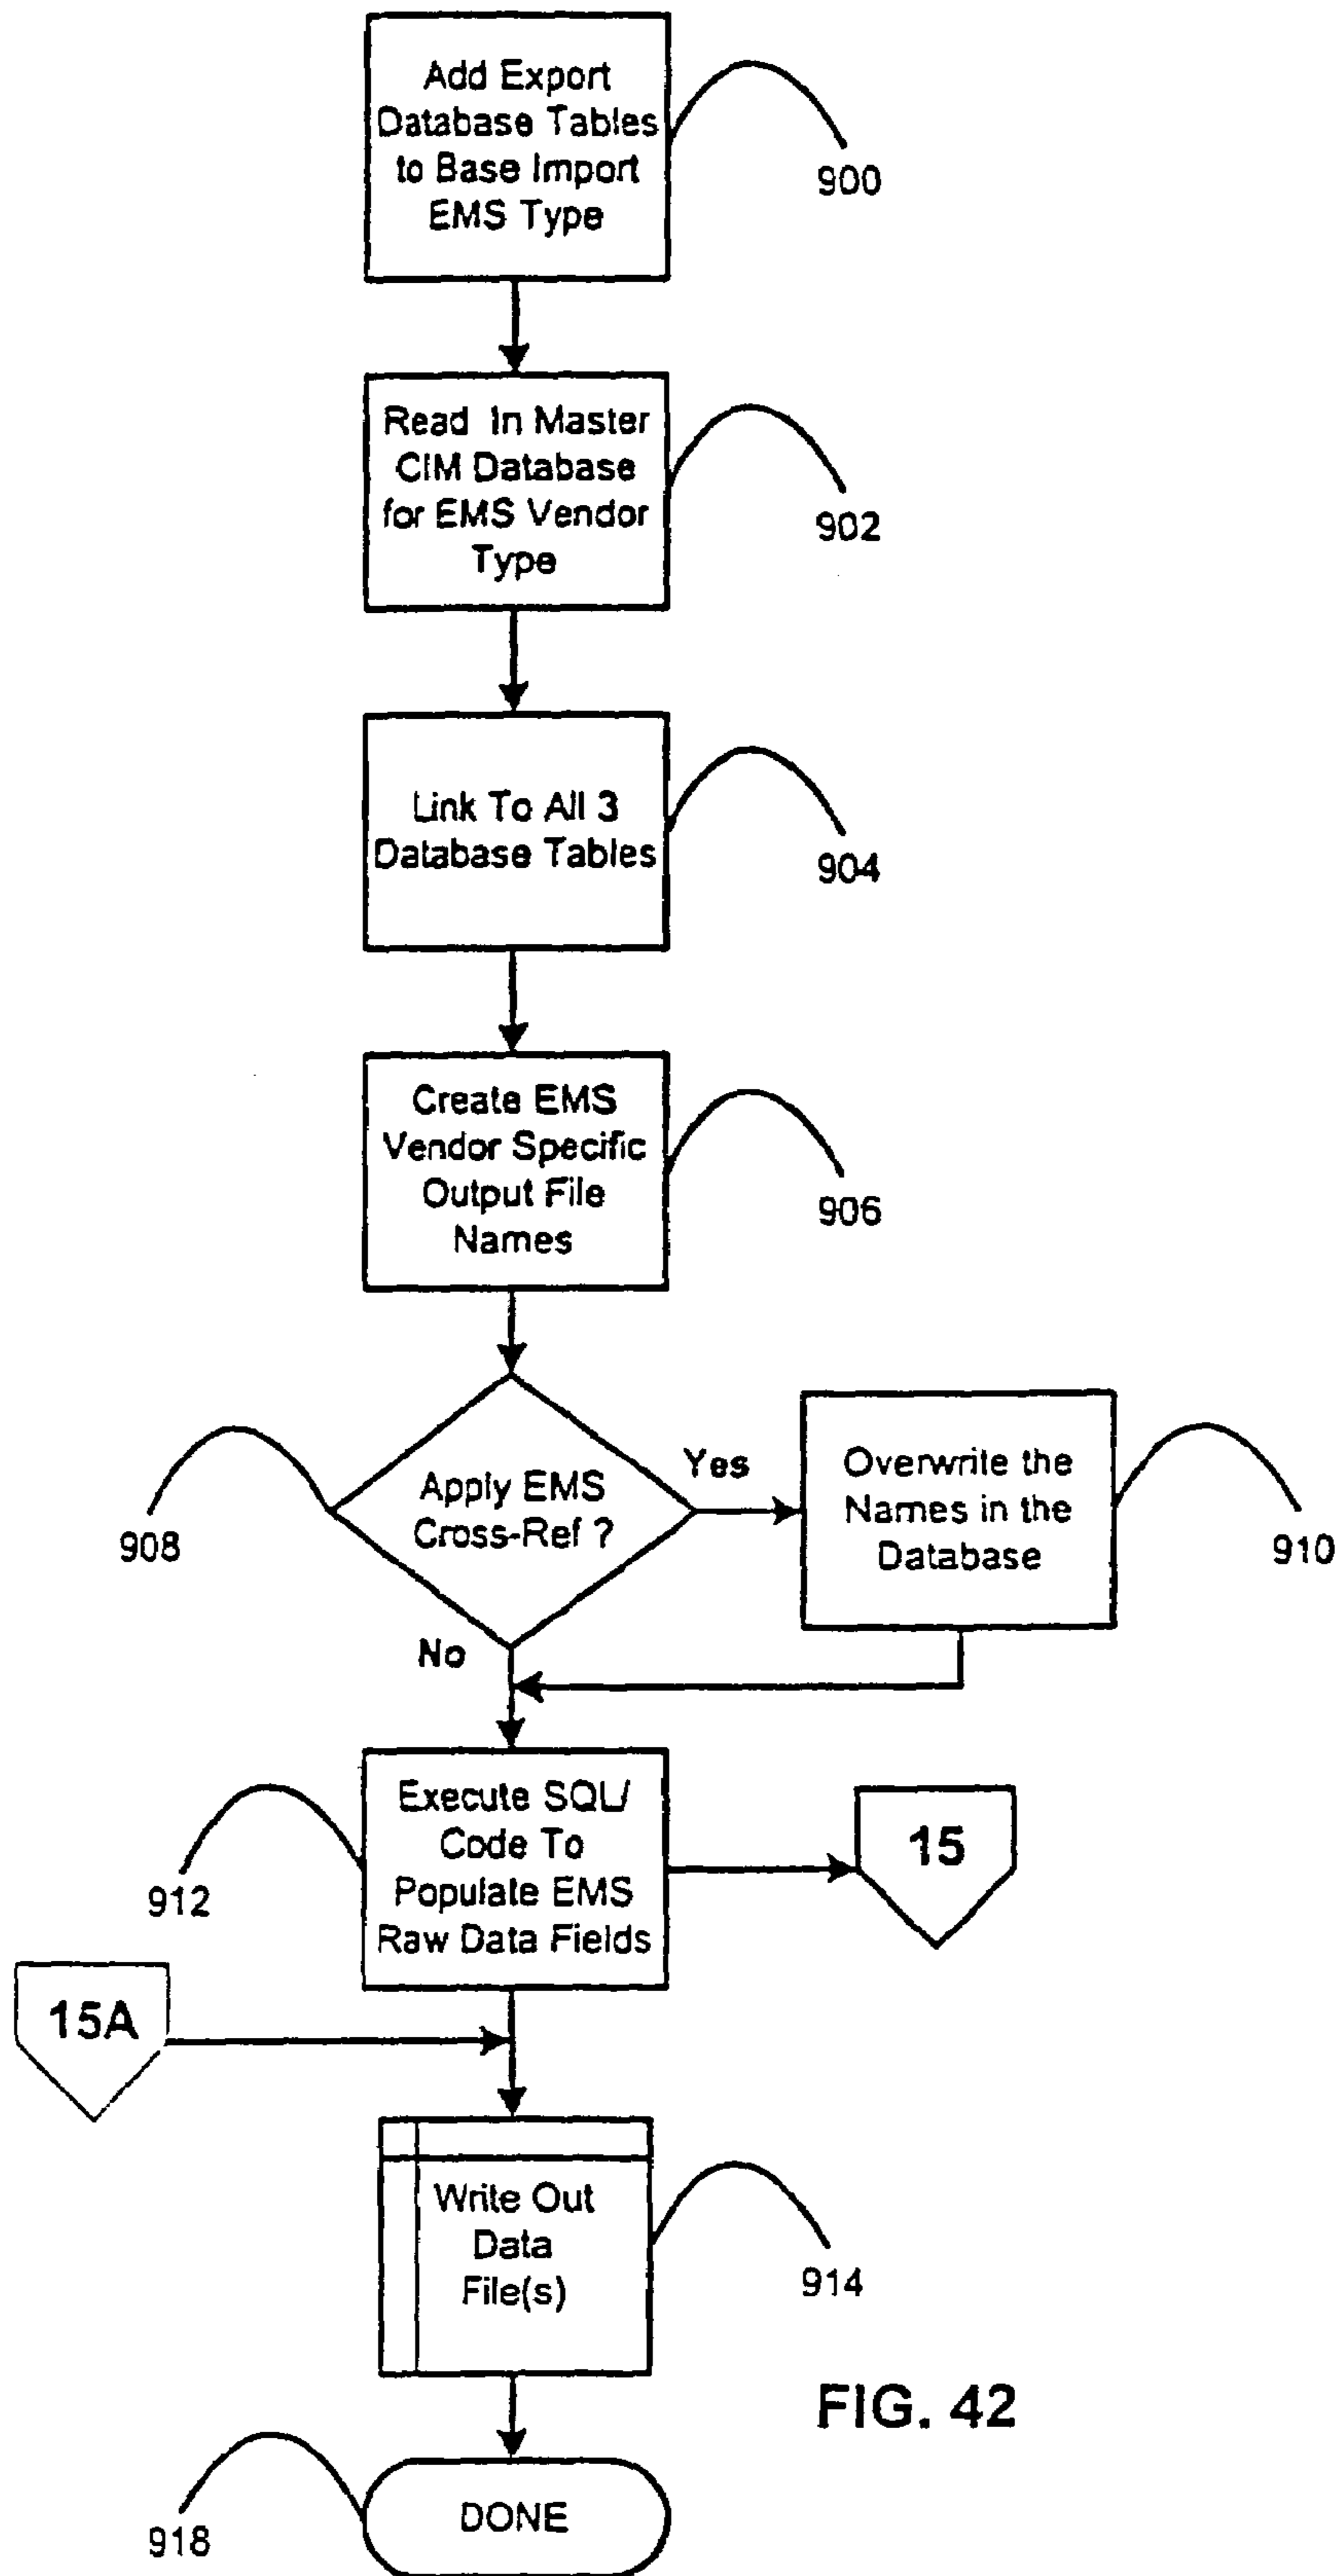 Add Export
Database Tables
to Base Import
EMS Type
900
Read In Master
CIM Database
for EMS Vendor
Type
902
Link To All 3
Database Tables
904
Create EMS
Vendor Specific
Output File
Names
906
Apply EMS
Cross-Ref ?
908
Yes
Overwrite the
Names in the
Database
910
No
Execute SQL/
Code To
Populate EMS
Raw Data Fields
912
15
15A
Write Out
Data
File(s)
914
FIG. 42
DONE
918